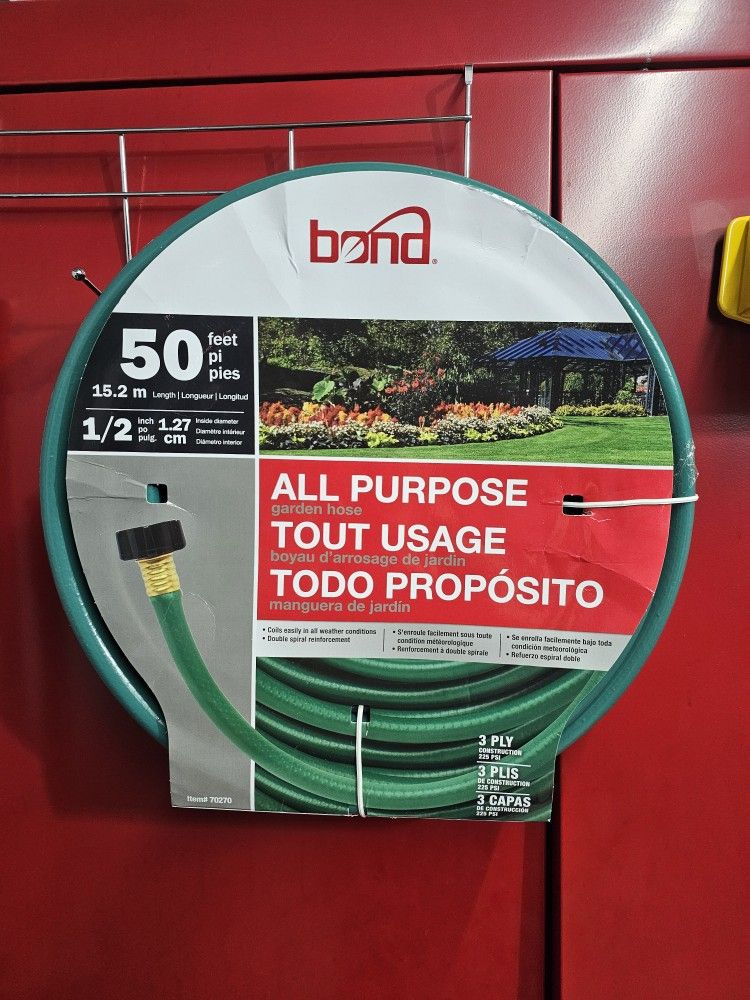 bond®
50 feet
pi
pies
15.2 m Length | Longueur | Longitud
1/2 inch po pulg. 1.27 cm Inside diameter
Diamètre intérieur
Diámetro interior
ALL PURPOSE
garden hose
TOUT USAGE
boyau d'arrosage de jardin
TODO PROPÓSITO
manguera de jardín
• Coils easily in all weather conditions
• Double spiral reinforcement
• S'enroule facilement sous toute
condition météorologique
• Renforcement à double spirale
• Se enrolla facilemente bajo toda
condición meteorologica
• Refuerzo espiral doble
3 PLY
CONSTRUCTION
225 PSI
3 PLIS
DE CONSTRUCTION
225 PSI
3 CAPAS
DE CONSTRUCCIÓN
225 PSI
Item# 70270